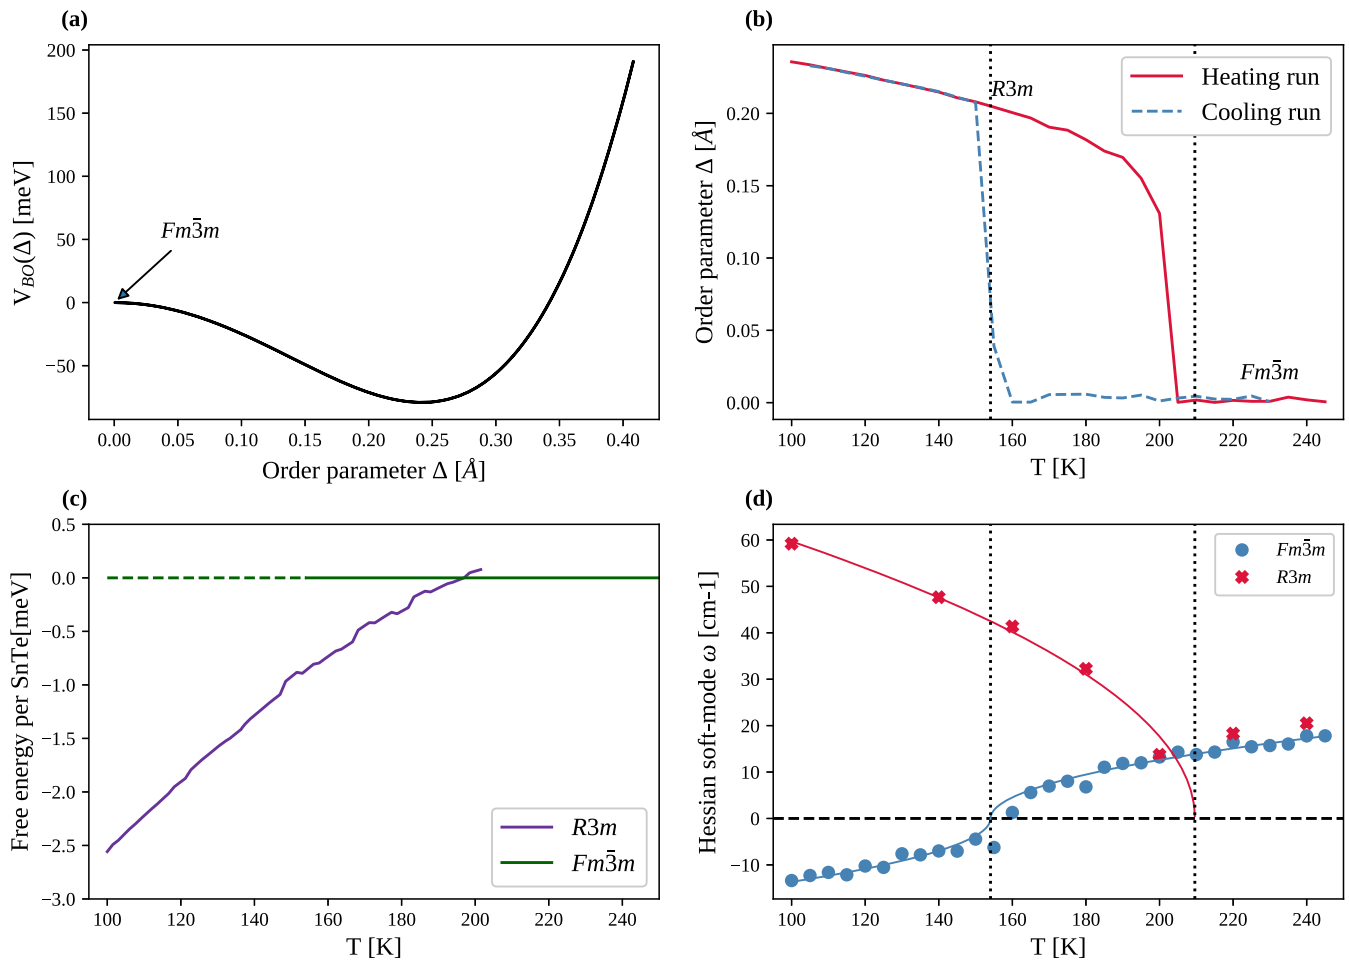 (a)
200
150
100
50
0
−50
V_BO(Δ) [meV]
Fm3̄m
0.00 0.05 0.10 0.15 0.20 0.25 0.30 0.35 0.40
Order parameter Δ [Å]
(b)
0.20
0.15
0.10
0.05
0.00
Order parameter Δ [Å]
R3m
Heating run
Cooling run
Fm3̄m
100 120 140 160 180 200 220 240
T [K]
(c)
0.5
0.0
−0.5
−1.0
−1.5
−2.0
−2.5
−3.0
Free energy per SnTe[meV]
R3m
Fm3̄m
100 120 140 160 180 200 220 240
T [K]
(d)
60
50
40
30
20
10
0
−10
Hessian soft-mode ω [cm-1]
Fm3̄m
R3m
100 120 140 160 180 200 220 240
T [K]